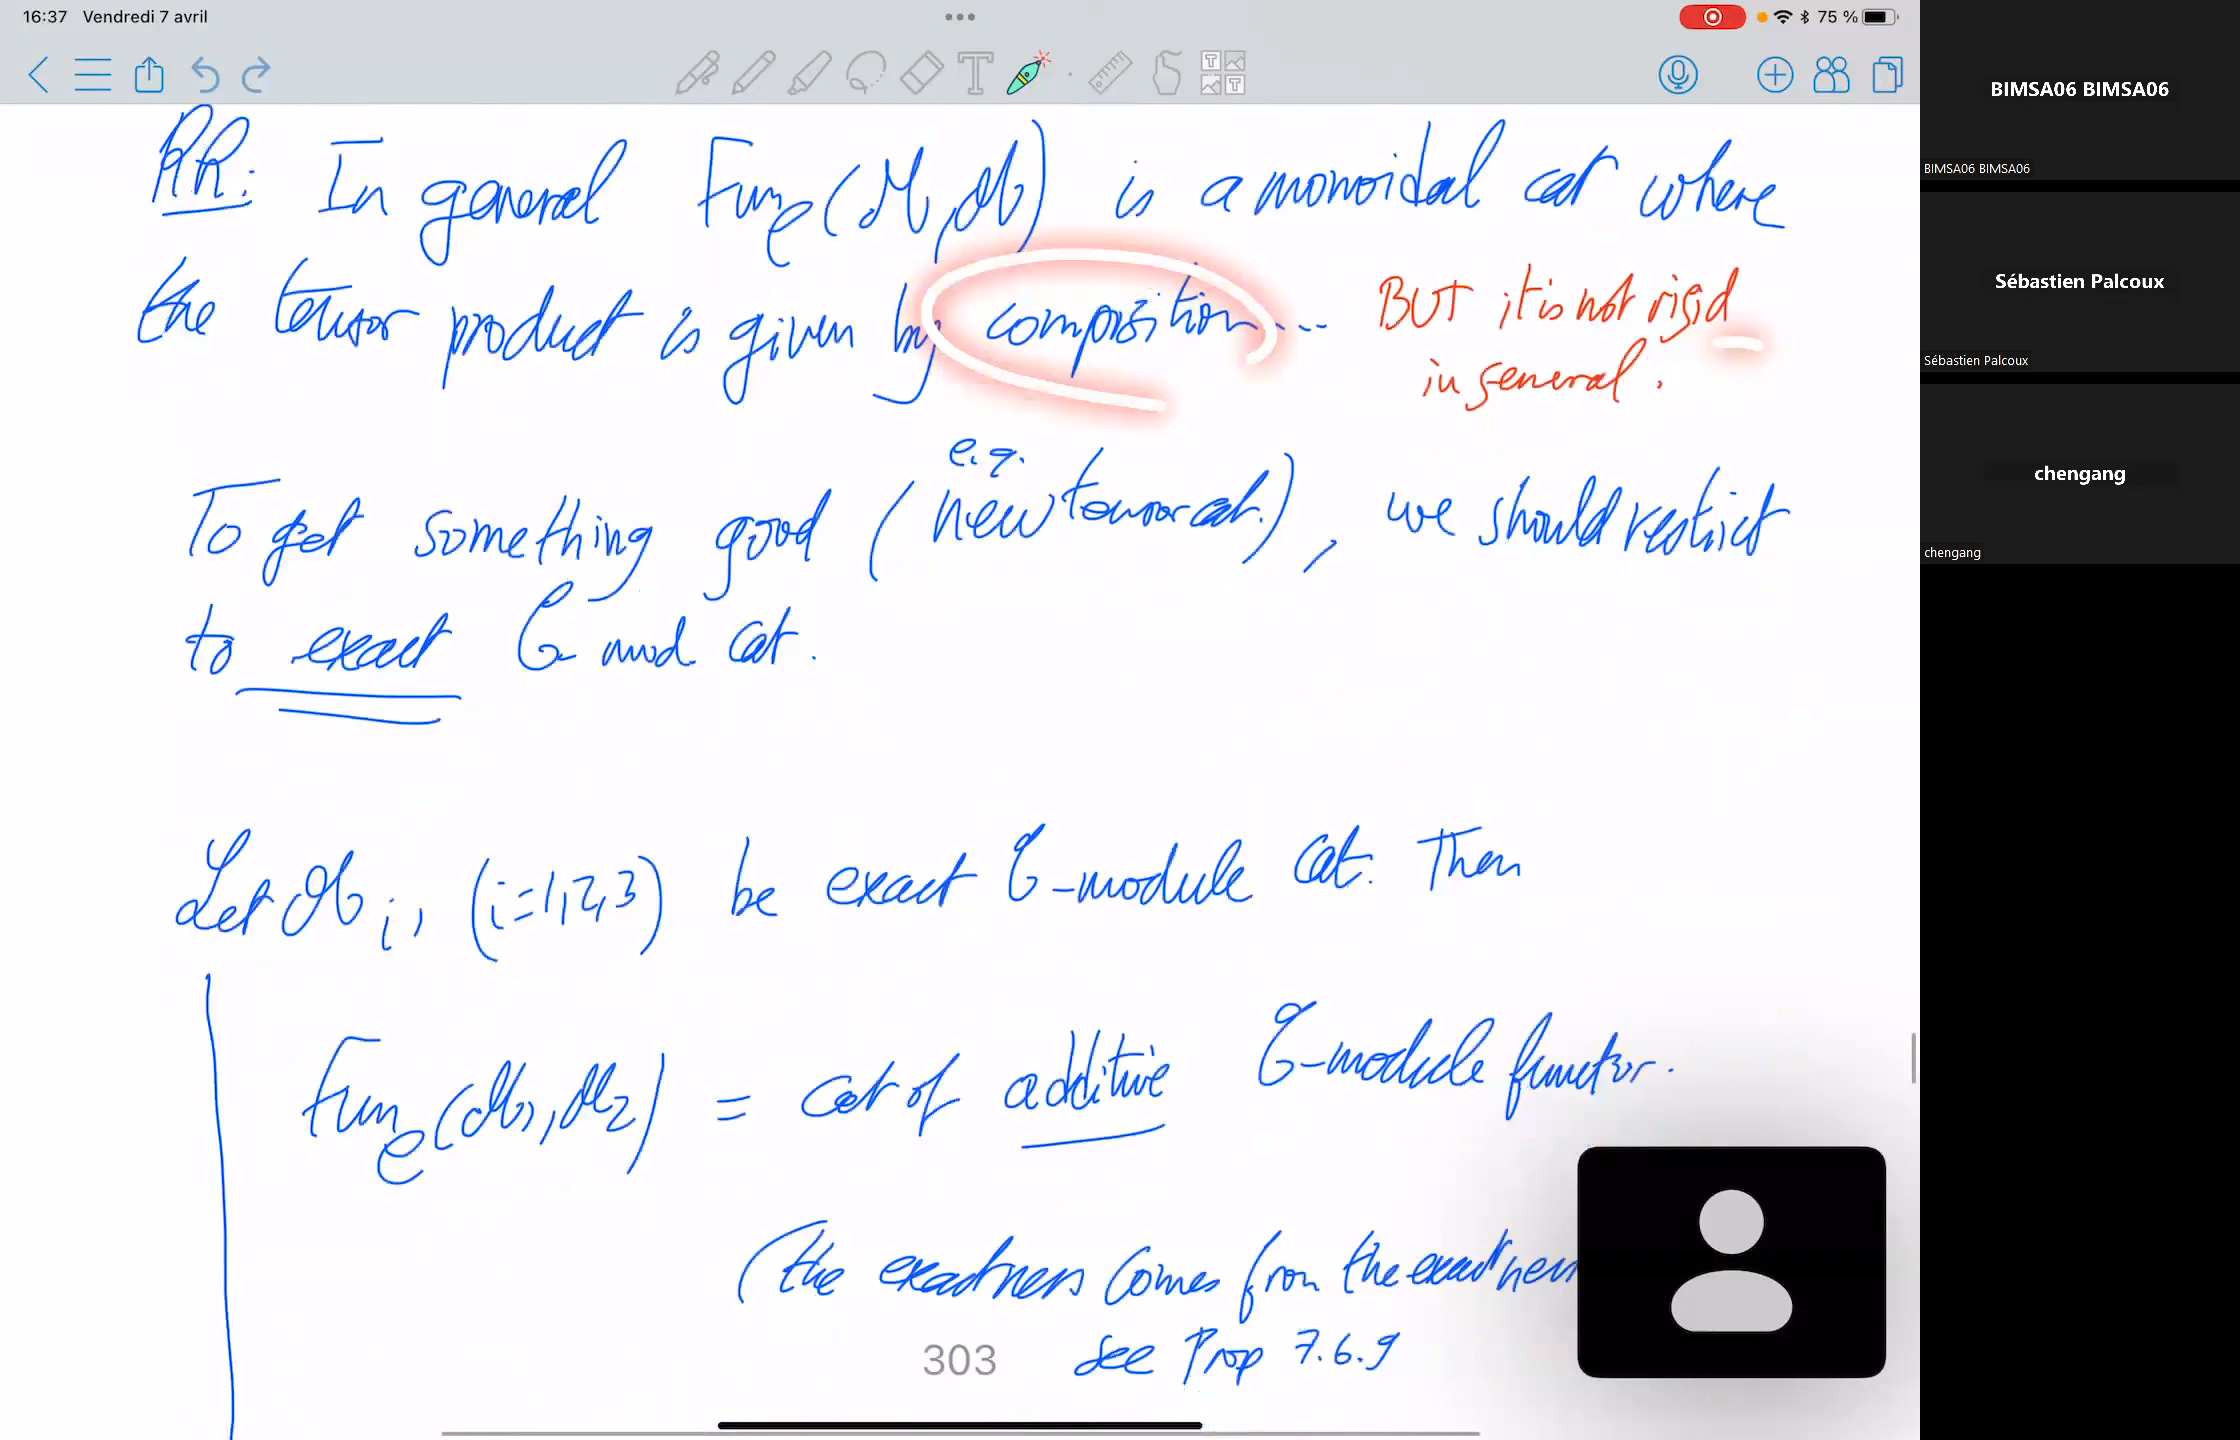 16:37 Vendredi 7 avril
75 %
RK: In general Fun_C(M,M) is a monoidal cat where
the tensor product is given by composition... BUT it is not rigid
in general.
To get something good (e.g. new tensor cat.), we should restrict
to exact C-mod. cat.
Let M_i, (i=1,2,3) be exact C-module cat. Then
Fun_C(M_1,M_2) = cat of additive C-module functor.
(the exactness comes from the exactness
see Prop 7.6.9
303
BIMSA06 BIMSA06
BIMSA06 BIMSA06
Sébastien Palcoux
Sébastien Palcoux
chengang
chengang